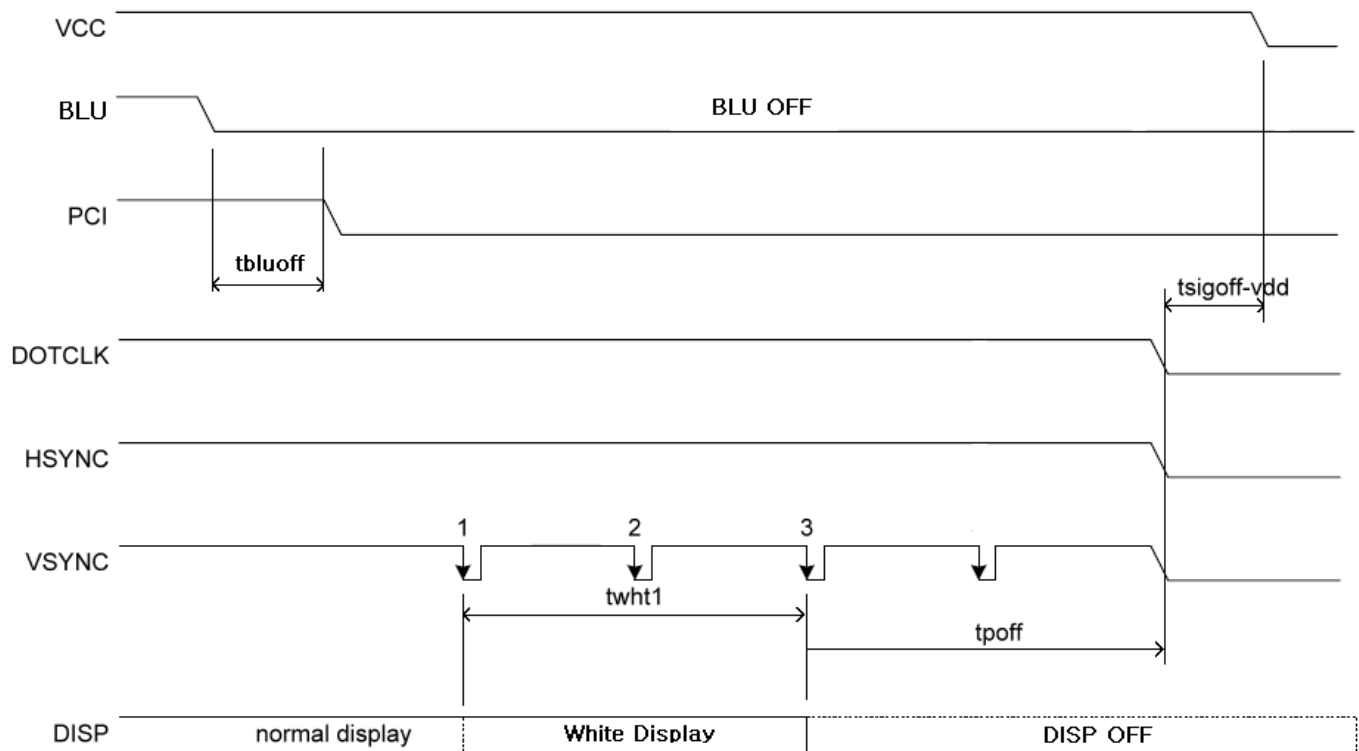 VCC
BLU
BLU OFF
PCI
tbluoff
tsigoff-vdd
DOTCLK
HSYNC
1 2 3
VSYNC
twht1
tpoff
DISP normal display White Display DISP OFF